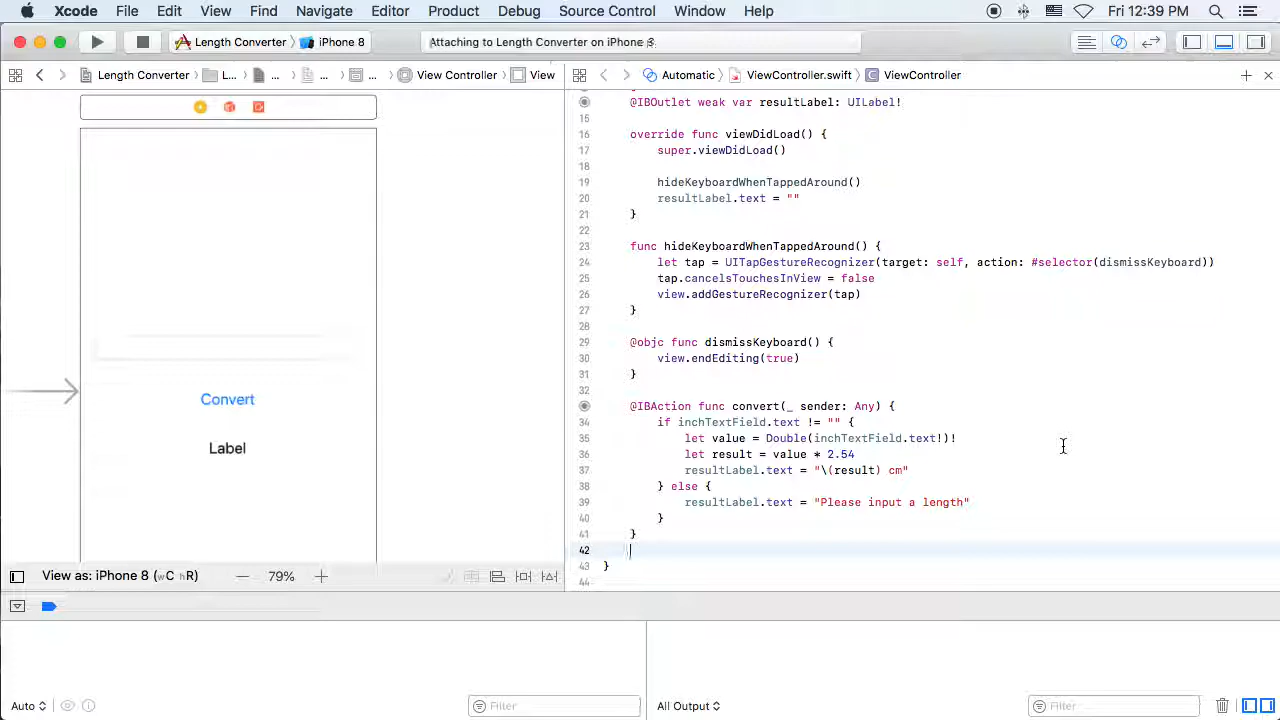 Xcode File Edit View Find Navigate Editor Product Debug Source Control Window Help Fri 12:39 PM
Length Converter iPhone 8 Attaching to Length Converter on iPhone 8
Length Converter L... ... ... ... View Controller View Automatic ViewController.swift C ViewController
@IBOutlet weak var resultLabel: UILabel!
15
16 override func viewDidLoad() {
17 super.viewDidLoad()
18
19 hideKeyboardWhenTappedAround()
20 resultLabel.text = ""
21 }
22
23 func hideKeyboardWhenTappedAround() {
24 let tap = UITapGestureRecognizer(target: self, action: #selector(dismissKeyboard))
25 tap.cancelsTouchesInView = false
26 view.addGestureRecognizer(tap)
27 }
28
29 @objc func dismissKeyboard() {
30 view.endEditing(true)
31 }
32
@IBAction func convert(_ sender: Any) {
34 if inchTextField.text != "" {
35 let value = Double(inchTextField.text!)!
36 let result = value * 2.54
37 resultLabel.text = "\(result) cm"
38 } else {
39 resultLabel.text = "Please input a length"
40 }
41 }
42
43 }
44
Convert
Label
View as: iPhone 8 (wC hR) 79%
Auto Filter All Output Filter